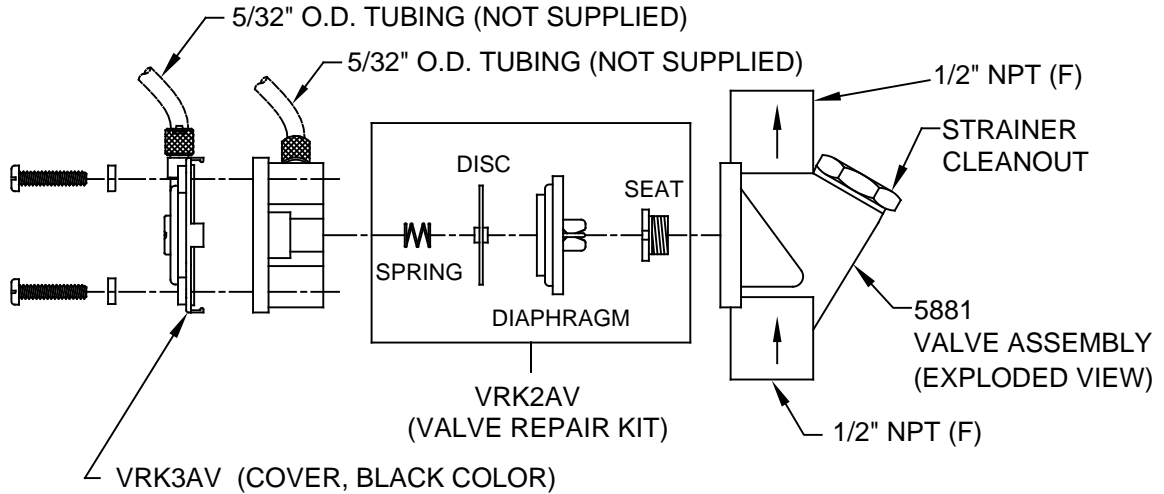 5/32" O.D. TUBING (NOT SUPPLIED)
5/32" O.D. TUBING (NOT SUPPLIED)
1/2" NPT (F)
STRAINER
CLEANOUT
DISC
SEAT
SPRING
DIAPHRAGM
5881
VALVE ASSEMBLY
(EXPLODED VIEW)
VRK2AV
(VALVE REPAIR KIT)
1/2" NPT (F)
VRK3AV (COVER, BLACK COLOR)